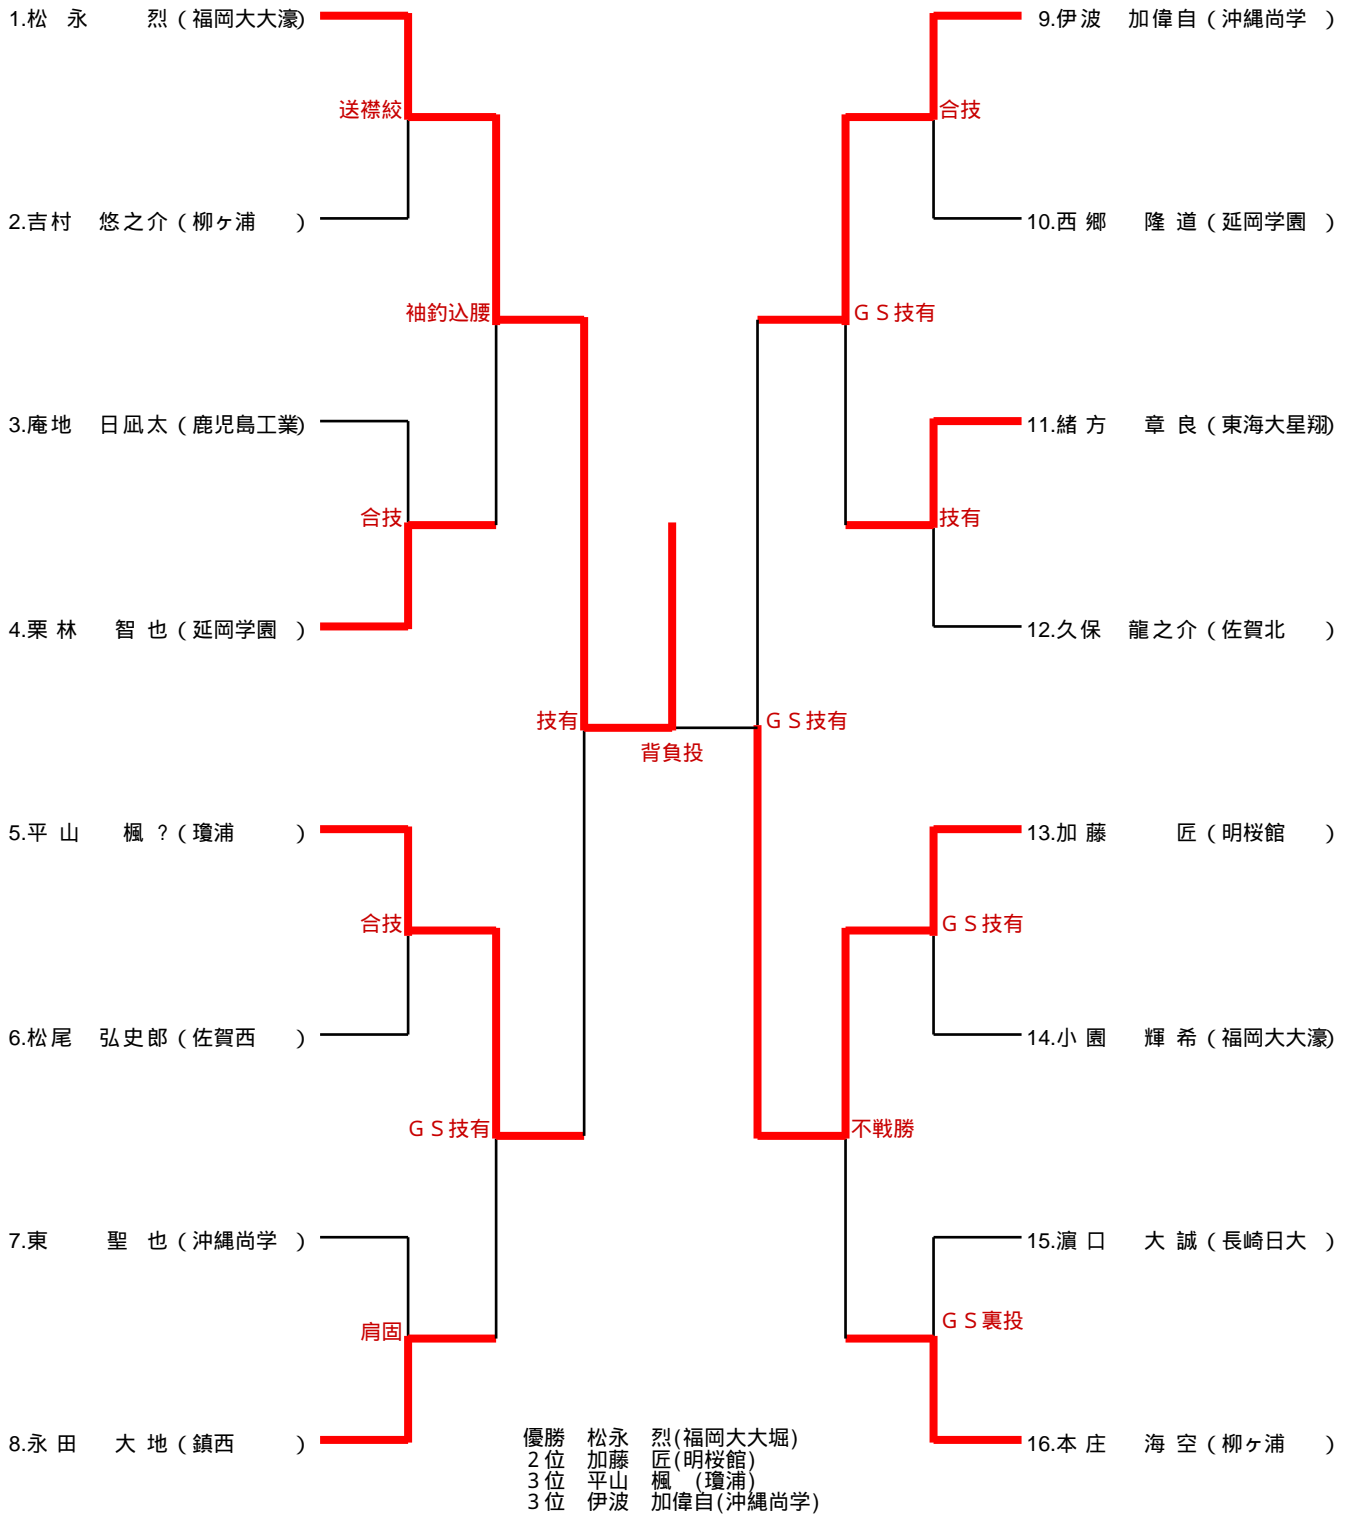 1.松 永　烈（福岡大大濠）
送襟絞
2.吉村　悠之介（柳ヶ浦　）
袖釣込腰
3.庵地　日凪太（鹿児島工業）
合技
4.栗 林　智 也（延岡学園　）
技有
背負投
5.平 山　楓 ?（瓊浦　）
合技
6.松尾　弘史郎（佐賀西　）
ＧＳ技有
7.東　聖 也（沖縄尚学　）
肩固
8.永 田　大 地（鎮西　）
9.伊波　加偉自（沖縄尚学　）
合技
10.西 郷　隆 道（延岡学園　）
ＧＳ技有
11.緒 方　章 良（東海大星翔）
技有
12.久保　龍之介（佐賀北　）
ＧＳ技有
13.加 藤　匠（明桜館　）
ＧＳ技有
14.小 園　輝 希（福岡大大濠）
不戦勝
15.濵 口　大 誠（長崎日大　）
ＧＳ裏投
16.本 庄　海 空（柳ヶ浦　）
優勝　松永　烈(福岡大大堀)
２位　加藤　匠(明桜館)
３位　平山　楓　(瓊浦)
３位　伊波　加偉自(沖縄尚学)